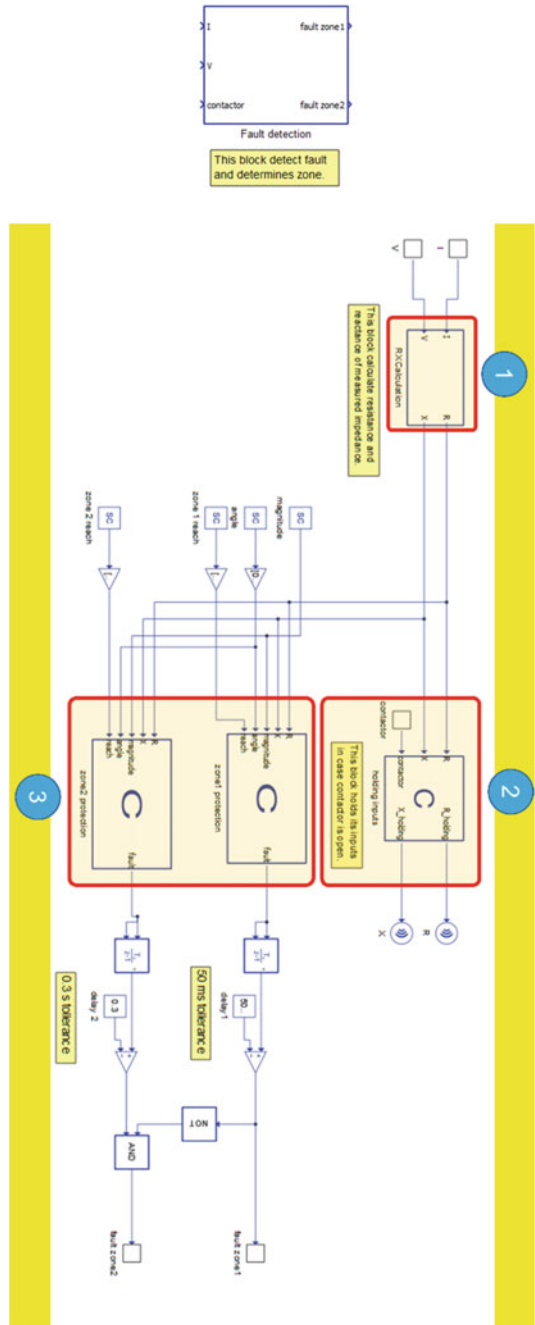 I
V
contactor
fault zone1
fault zone2
Fault detection
This block detect fault
and determines zone.
1
I
V
I
V
R
X
RXCalculation
This block calculate resistance and
reactance of measured impedance.
2
contactor
R
X
contactor
C
R_holding
X_holding
holding inputs
This block holds its inputs
in case contactor is open.
R
X
3
magnitude
SC
angle
SC
zone 1 reach
SC
zone 2 reach
SC
R
X
magnitude
angle
reach
C
fault
zone1 protection
R
X
magnitude
angle
reach
C
fault
zone2 protection
delay 1
50...
50 ms tollerance
delay 2
0.3
0.3 s tollerance
NOT
AND
fault zone1
fault zone2